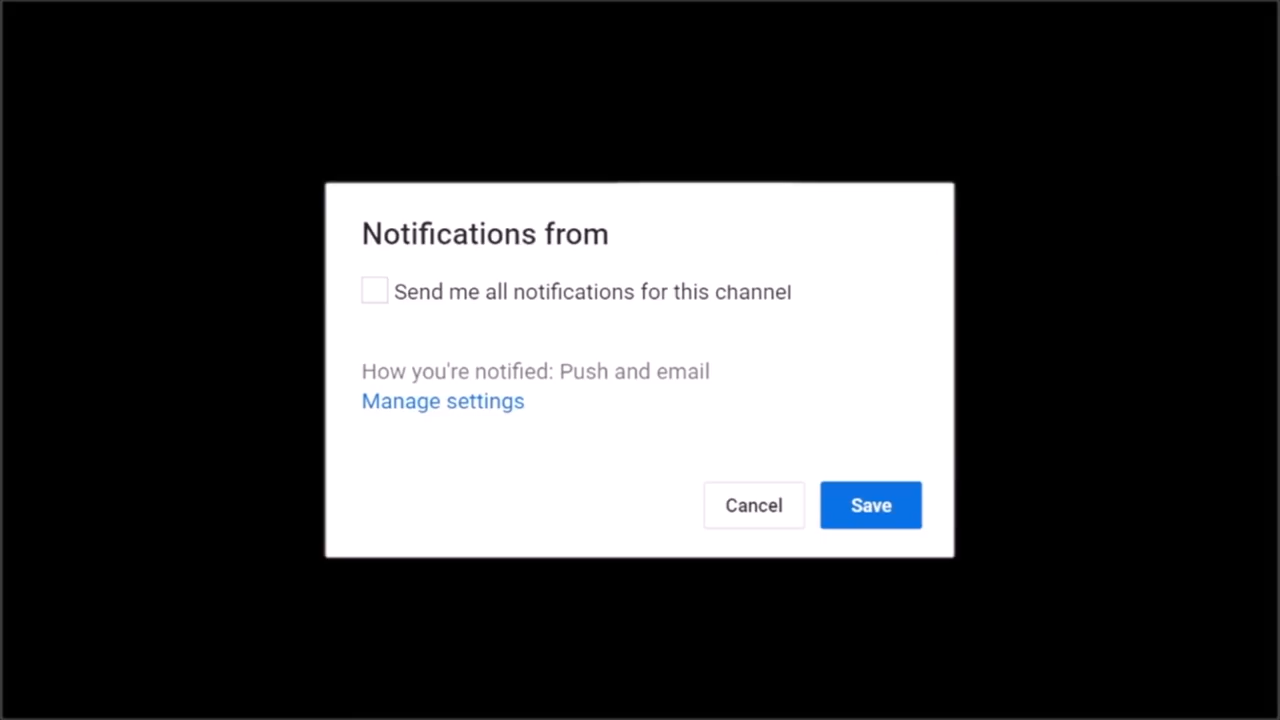 Notifications from
Send me all notifications for this channel
How you're notified: Push and email
Manage settings
Cancel
Save